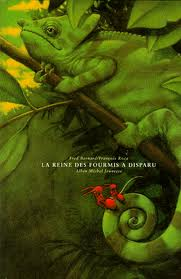 Fred Bernard/François Roca
LA REINE DES FOURMIS A DISPARU
Albin Michel Jeunesse